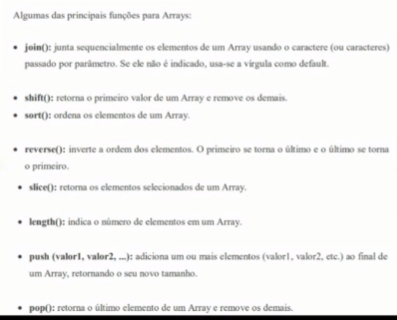 Algumas das principais funções para Arrays:
• join(): junta sequencialmente os elementos de um Array usando o caractere (ou caracteres)
passado por parâmetro. Se ele não é indicado, usa-se a vírgula como default.
• shift(): retorna o primeiro valor de um Array e remove os demais.
• sort(): ordena os elementos de um Array.
• reverse(): inverte a ordem dos elementos. O primeiro se torna o último e o último se torna
o primeiro.
• slice(): retorna os elementos selecionados de um Array.
• length(): indica o número de elementos em um Array.
• push (valor1, valor2, ...): adiciona um ou mais elementos (valor1, valor2, etc.) ao final de
um Array, retornando o seu novo tamanho.
• pop(): retorna o último elemento de um Array e remove os demais.